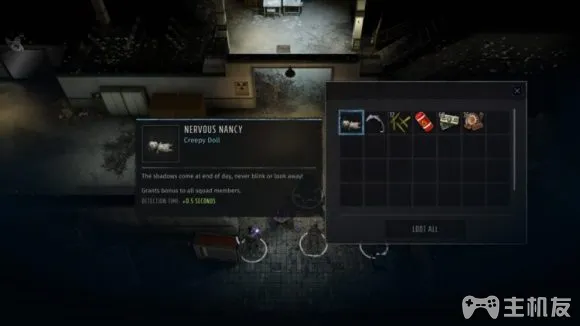 NERVOUS NANCY
Creepy Doll
The shadows come at end of day, never blink or look away!
Grants bonus to all squad members.
DETECTION TIME: +0.5 SECONDS
LOOT ALL
主机友